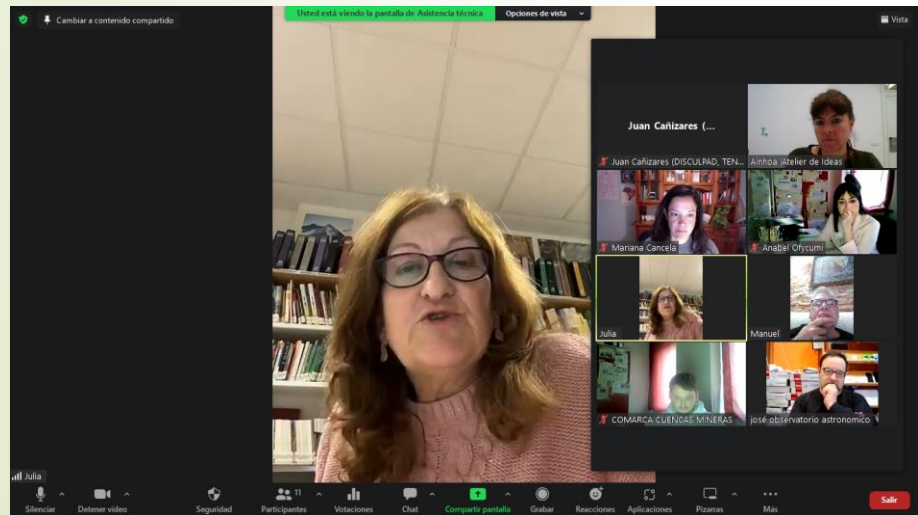 Usted está viendo la pantalla de Asistencia técnica
Opciones de vista
Cambiar a contenido compartido
Vista
Juan Cañizares (...
Juan Cañizares (DISCULPAD, TEN...
Ainhoa |Atelier de Ideas
Mariana Cancela
Anabel Ofycumi
Julia
Manuel
COMARCA CUENCAS MINERAS
josé observatorio astronomico
Julia
Silenciar
Detener video
Seguridad
Participantes
11
Votaciones
Chat
Compartir pantalla
Grabar
Reacciones
Aplicaciones
Pizarras
Más
Salir